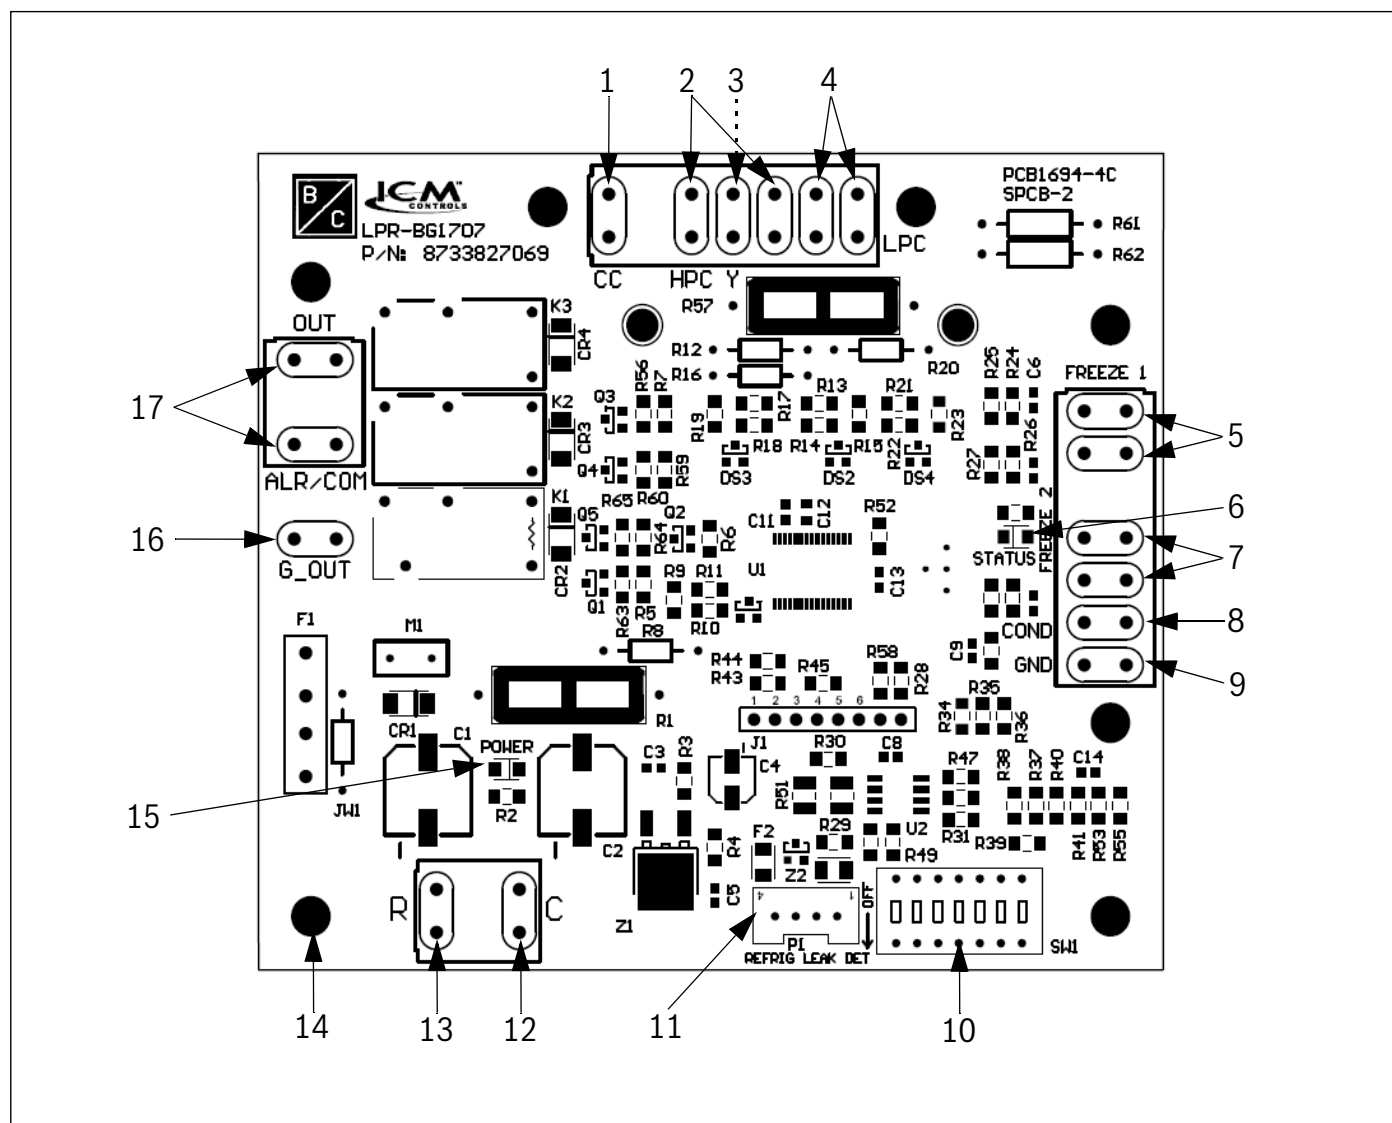 1 2 3 4
B C ICM™ CONTROLS
LPR-BG1707
P/N: 8733827069
PCB1694-4C
SPCB-2
R61
R62
LPC
CC HPC Y
R57
OUT
K3
CR4
R12
R16
R20
R25 R24 C6
FREEZE 1
R56 R7
R13 R21
K2
Q3
CR3
R19
R17
R18 R14 R15 R22
R23
R26
17
5
ALR/COM
Q4
R59
DS3 DS2 DS4
R27
K1
R65 R60
Q5 Q2
C11 C12
R52
FREEZE 2
6
16
G_OUT
CR2
R64
R6
STATUS
7
Q1
R63 R5
R9 R11
R10
U1
C13
F1
M1
R8
COND
8
R44
R43
R45
R58
R28
C9
GND
9
R1
1 2 3 4 5 6
R35
R34 R36
CR1 C1
POWER
C3 R3
J1
C4
R30 C8
R47
R38 R37 R40 C14
JW1
15
R2
R51
C2
R4
F2
R29
U2
R31
R39
R41 R53 R55
Z2
R49
R C
Z1
C5
4 1
OFF
P1
SW1
REFRIG LEAK DET
14 13 12 11 10